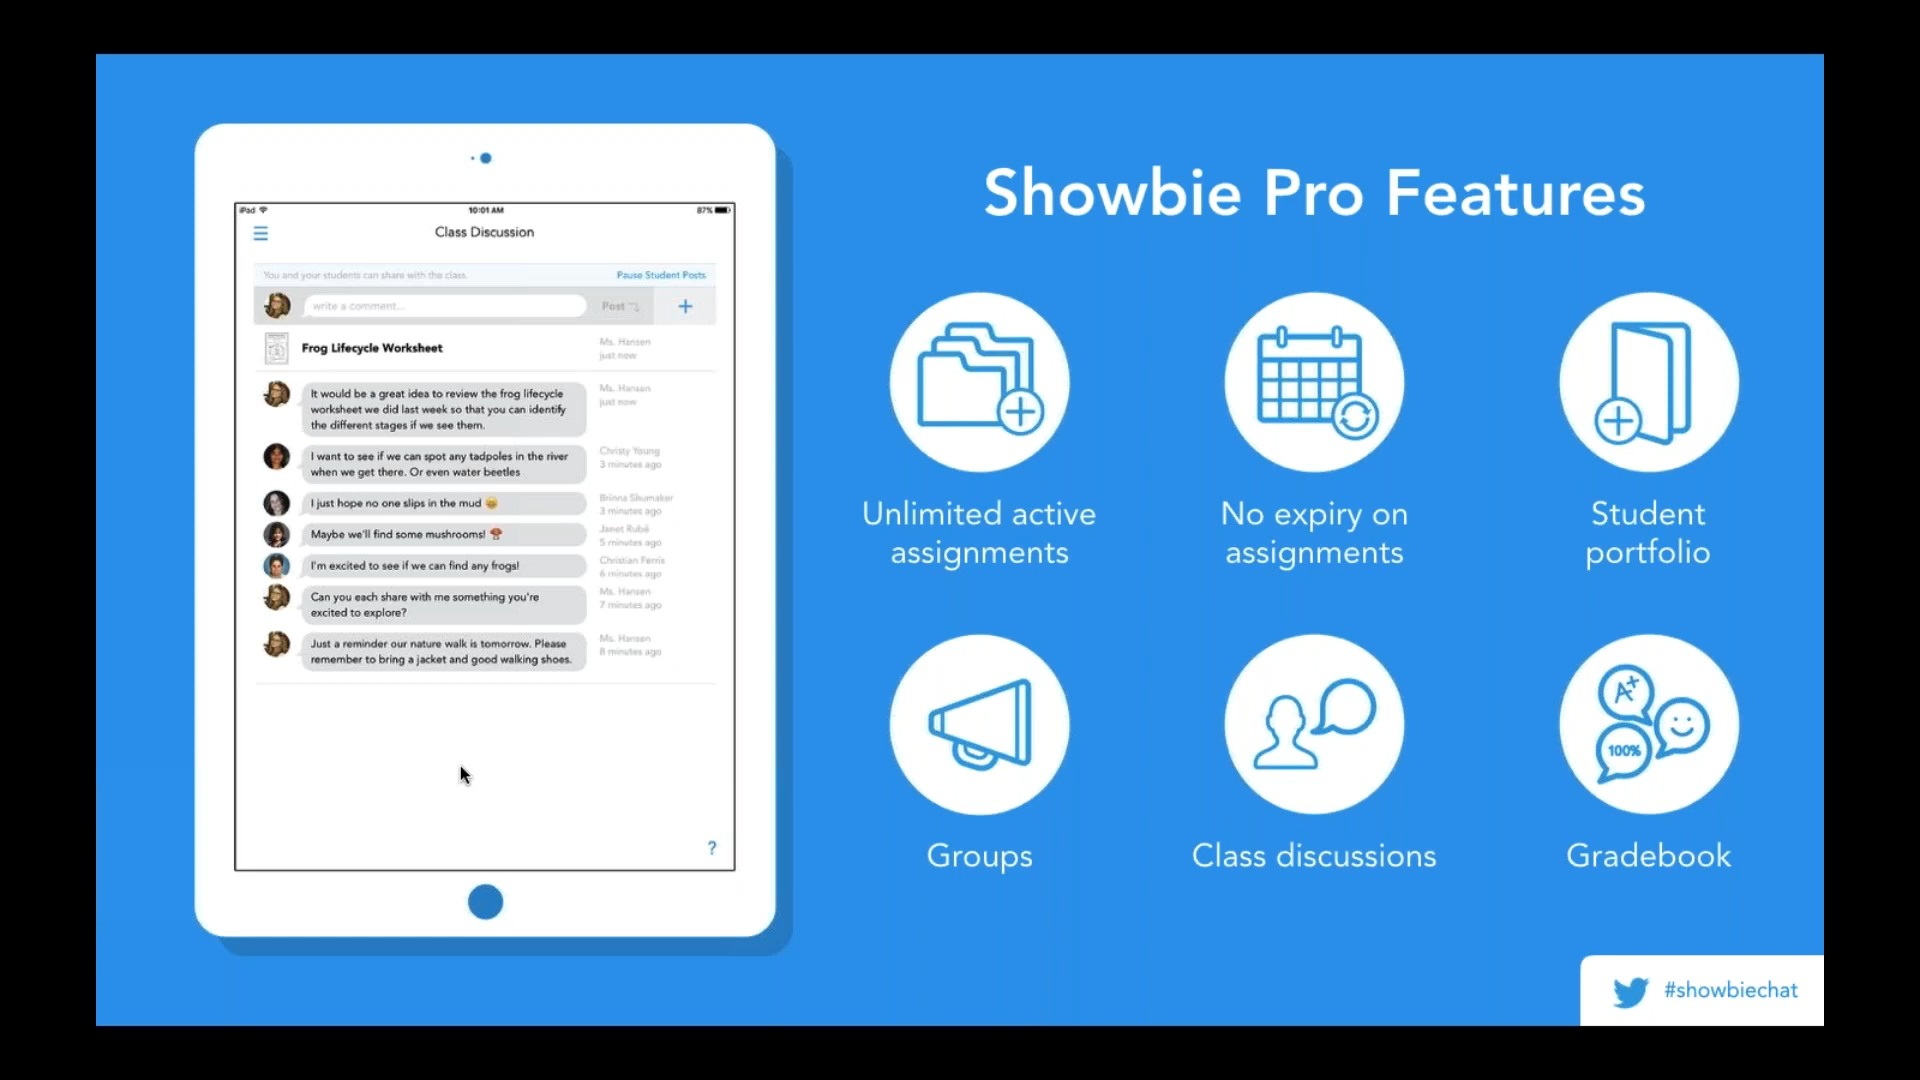 iPad
10:01 AM
87%
Class Discussion
You and your students can share with the class.
Pause Student Posts
write a comment...
Post
Frog Lifecycle Worksheet
Ms. Hansen
just now
It would be a great idea to review the frog lifecycle
worksheet we did last week so that you can identify
the different stages if we see them.
Ms. Hansen
just now
I want to see if we can spot any tadpoles in the river
when we get there. Or even water beetles
Christy Young
3 minutes ago
I just hope no one slips in the mud 😄
Brinna Shumaker
3 minutes ago
Maybe we'll find some mushrooms! 🍄
Janet Rubé
5 minutes ago
I'm excited to see if we can find any frogs!
Christian Ferris
6 minutes ago
Can you each share with me something you're
excited to explore?
Ms. Hansen
7 minutes ago
Just a reminder our nature walk is tomorrow. Please
remember to bring a jacket and good walking shoes.
Ms. Hansen
8 minutes ago
?
Showbie Pro Features
Unlimited active
assignments
No expiry on
assignments
Student
portfolio
Groups
Class discussions
A+
100%
Gradebook
#showbiechat